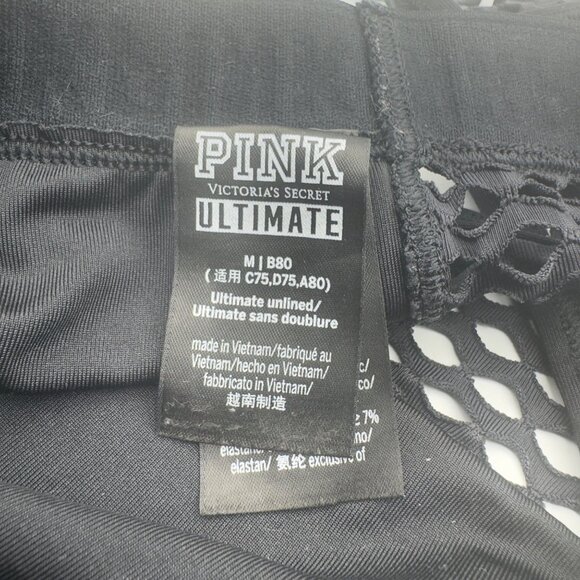 PINK
VICTORIA'S SECRET
ULTIMATE
M | B80
(适用 C75,D75,A80)
Ultimate unlined/
Ultimate sans doublure
made in Vietnam/fabriqué au
Vietnam/hecho en Vietnam/
fabbricato in Vietnam/
越南制造
7%
elastan/ 氨纶 exclusive of